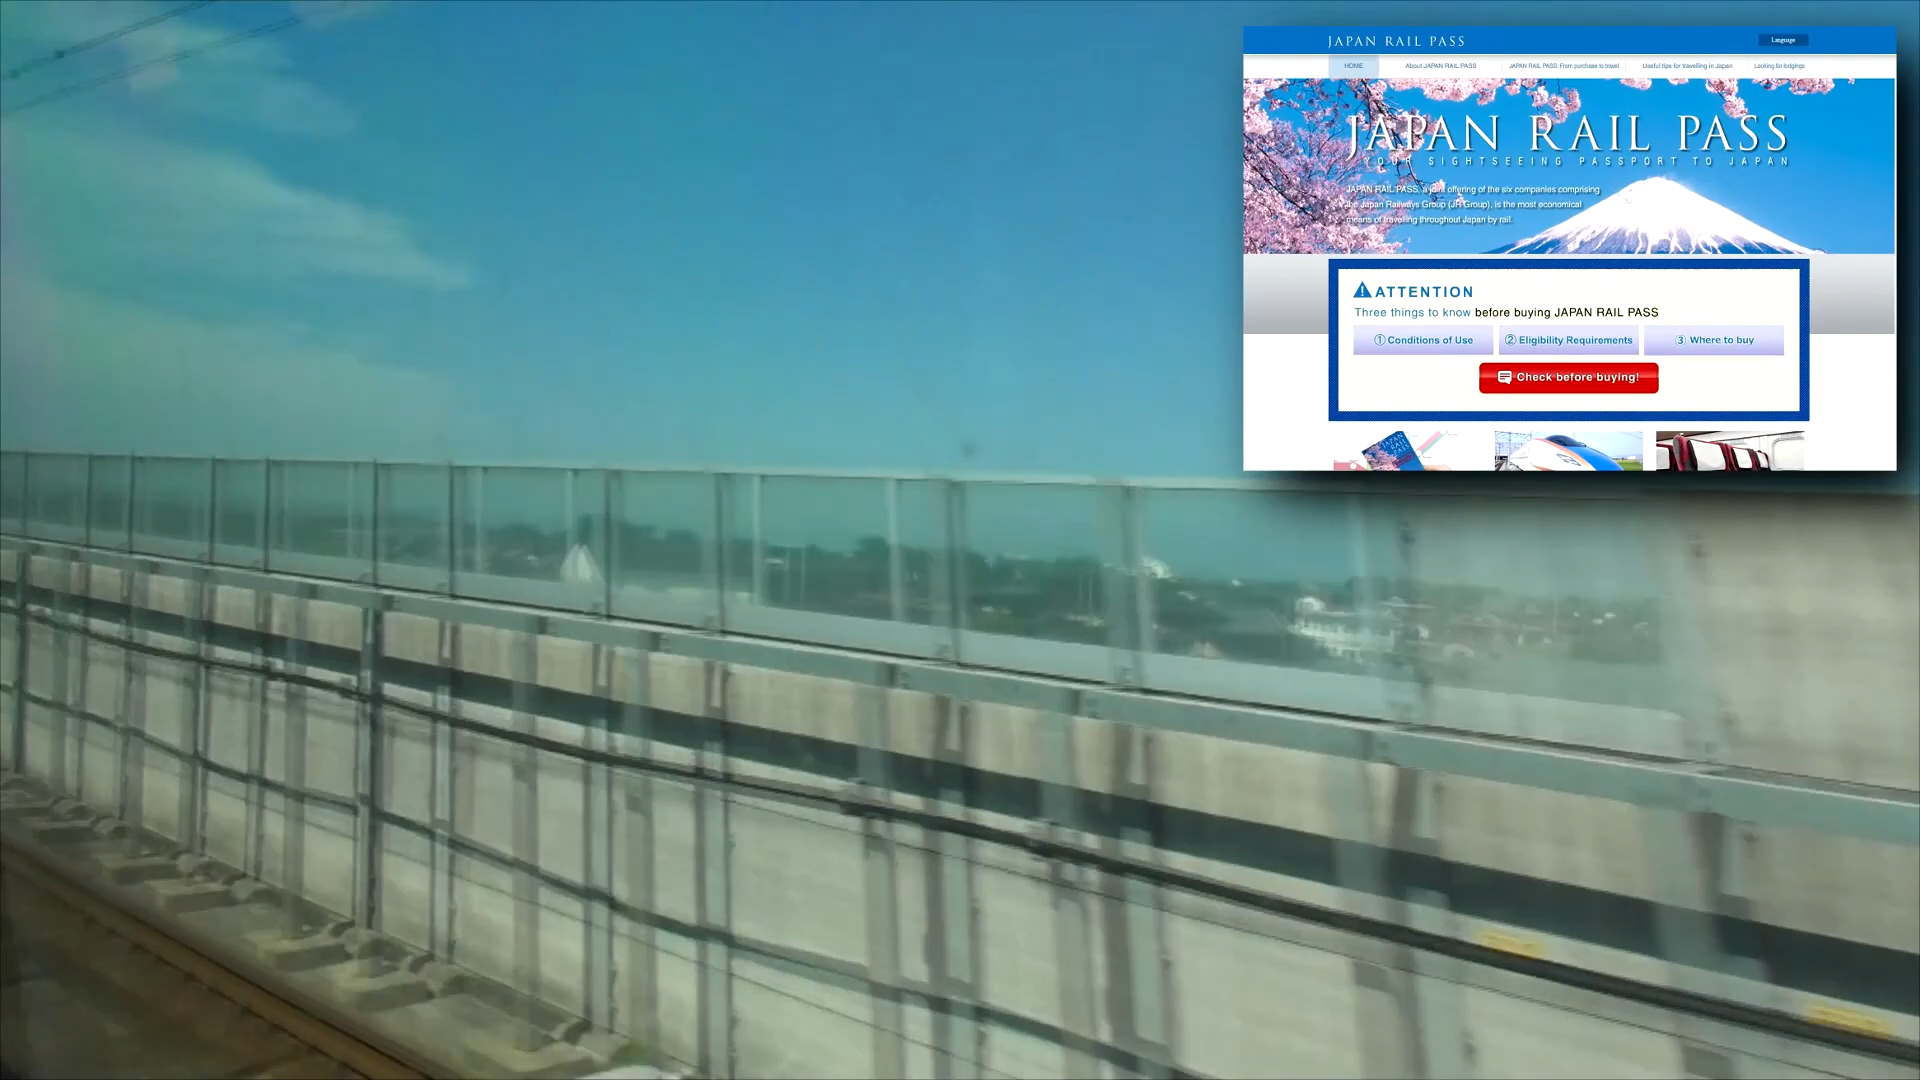 JAPAN RAIL PASS
Language
HOME
About JAPAN RAIL PASS
JAPAN RAIL PASS: From purchase to travel
Useful tips for travelling in Japan
Looking for lodgings
JAPAN RAIL PASS
YOUR SIGHTSEEING PASSPORT TO JAPAN
JAPAN RAIL PASS, a joint offering of the six companies comprising
the Japan Railways Group (JR Group), is the most economical
means of travelling throughout Japan by rail.
ATTENTION
Three things to know before buying JAPAN RAIL PASS
① Conditions of Use
② Eligibility Requirements
③ Where to buy
Check before buying!
JAPAN
RAIL
PASS